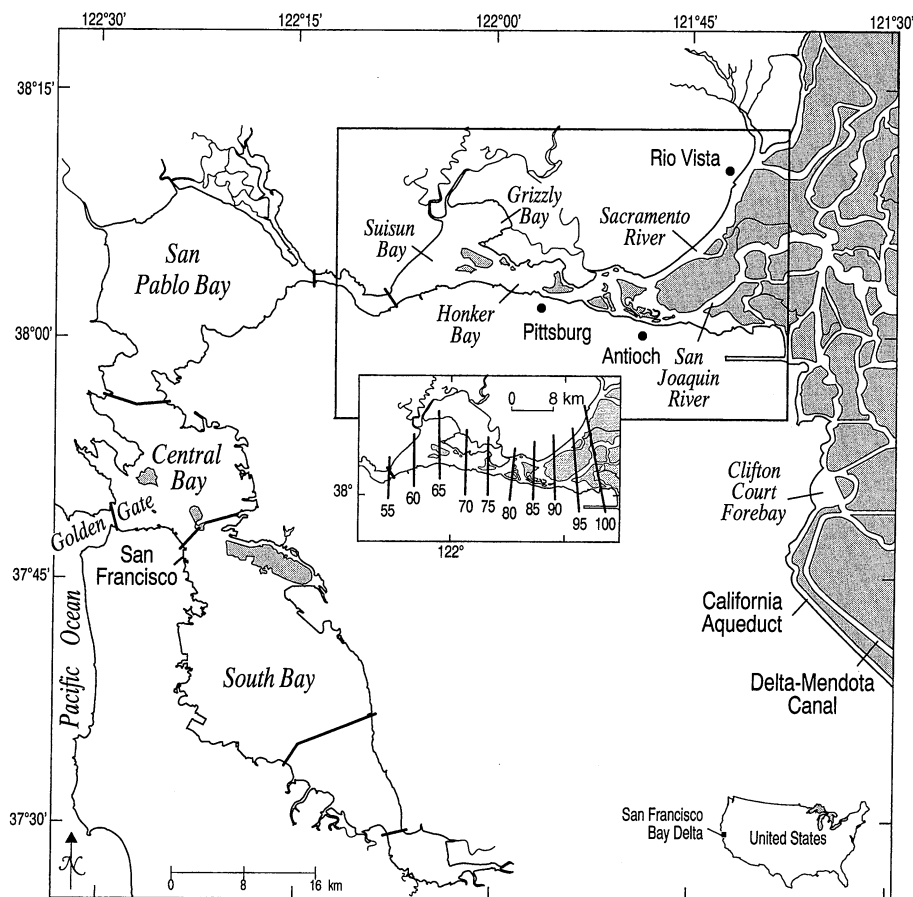 122°30'
122°15'
122°00'
121°45'
121°30'
38°15'
Rio Vista
Grizzly
Bay
Suisun
Bay
Sacramento
River
San
Pablo Bay
Honker
Bay
38°00'
Pittsburg
Antioch
San
Joaquin
River
0 8 km
38°
55
60
65
70
75
80
85
90
95
100
122°
Central
Bay
Golden Gate
San
Francisco
Clifton
Court
Forebay
37°45'
California
Aqueduct
Pacific Ocean
South Bay
Delta-Mendota
Canal
37°30'
N
0 8 16 km
San Francisco
Bay Delta
United States